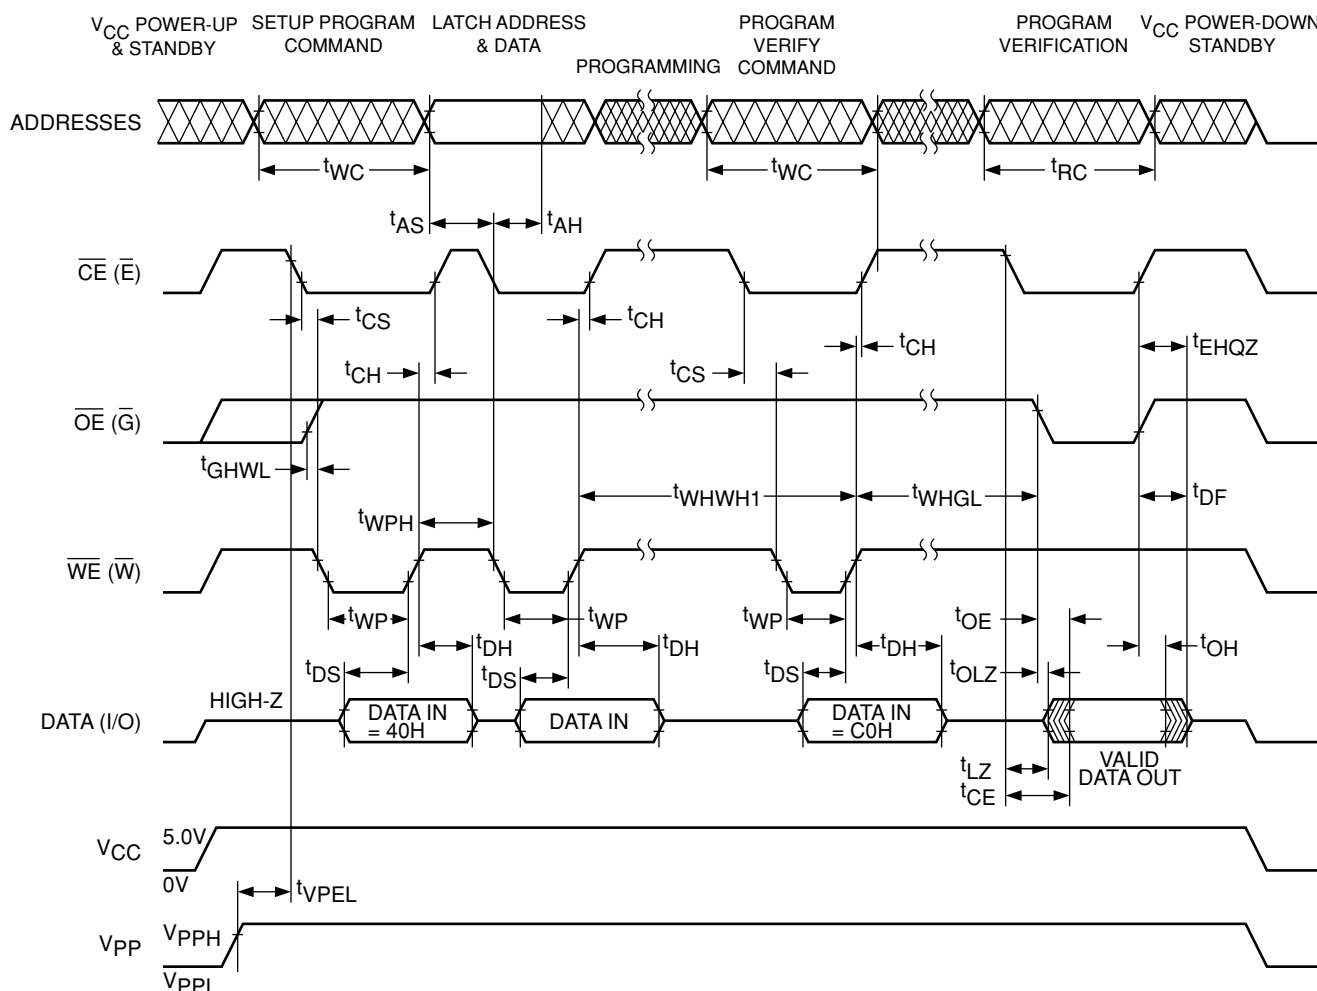 VCC POWER-UP & STANDBY
SETUP PROGRAM COMMAND
LATCH ADDRESS & DATA
PROGRAMMING
PROGRAM VERIFY COMMAND
PROGRAM VERIFICATION
VCC POWER-DOWN STANDBY
ADDRESSES
tWC
tWC
tRC
tAS
tAH
CE (E)
tCS
tCH
tCH
tEHQZ
tCH
tCS
OE (G)
tGHWL
tWHWH1
tWHGL
tDF
tWPH
WE (W)
tWP
tWP
tWP
tOE
tDH
tDH
tDH
tOH
tDS
tDS
tDS
tOLZ
HIGH-Z
DATA (I/O)
DATA IN
= 40H
DATA IN
DATA IN
= C0H
VALID
DATA OUT
tLZ
tCE
VCC
5.0V
0V
tVPEL
VPP
VPPH
VPPL